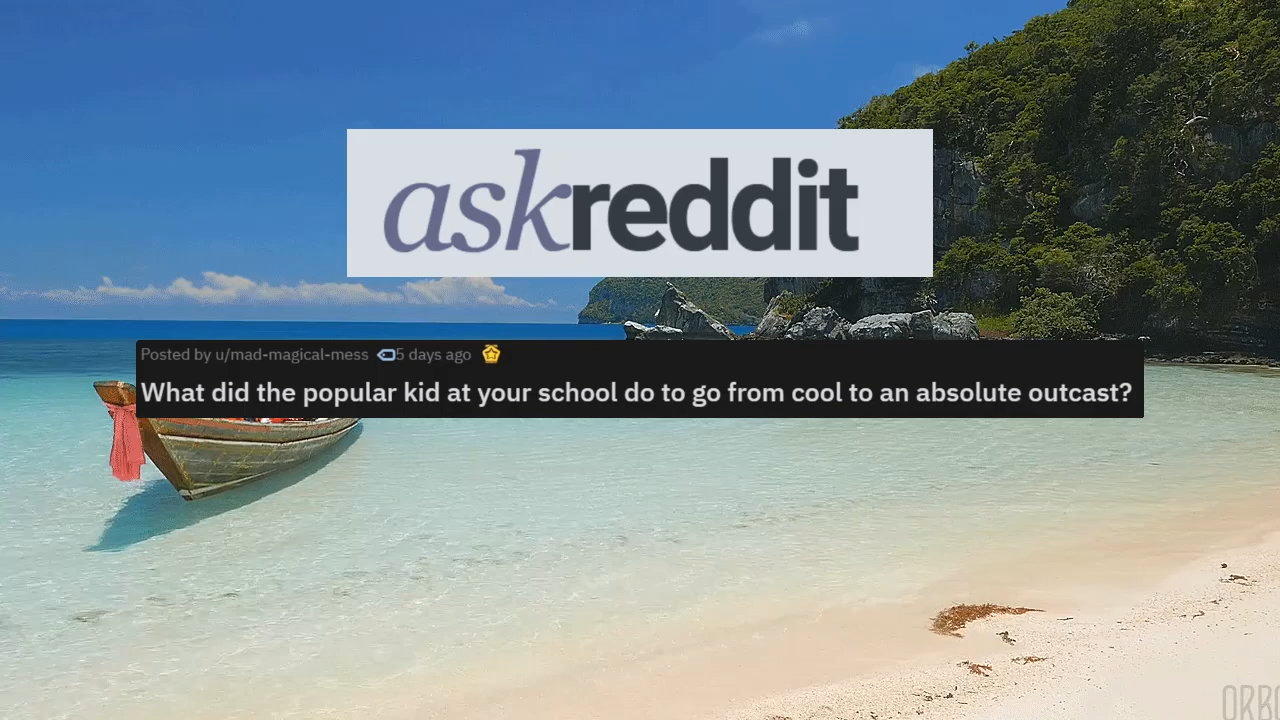 askreddit
Posted by u/mad-magical-mess 5 days ago
What did the popular kid at your school do to go from cool to an absolute outcast?